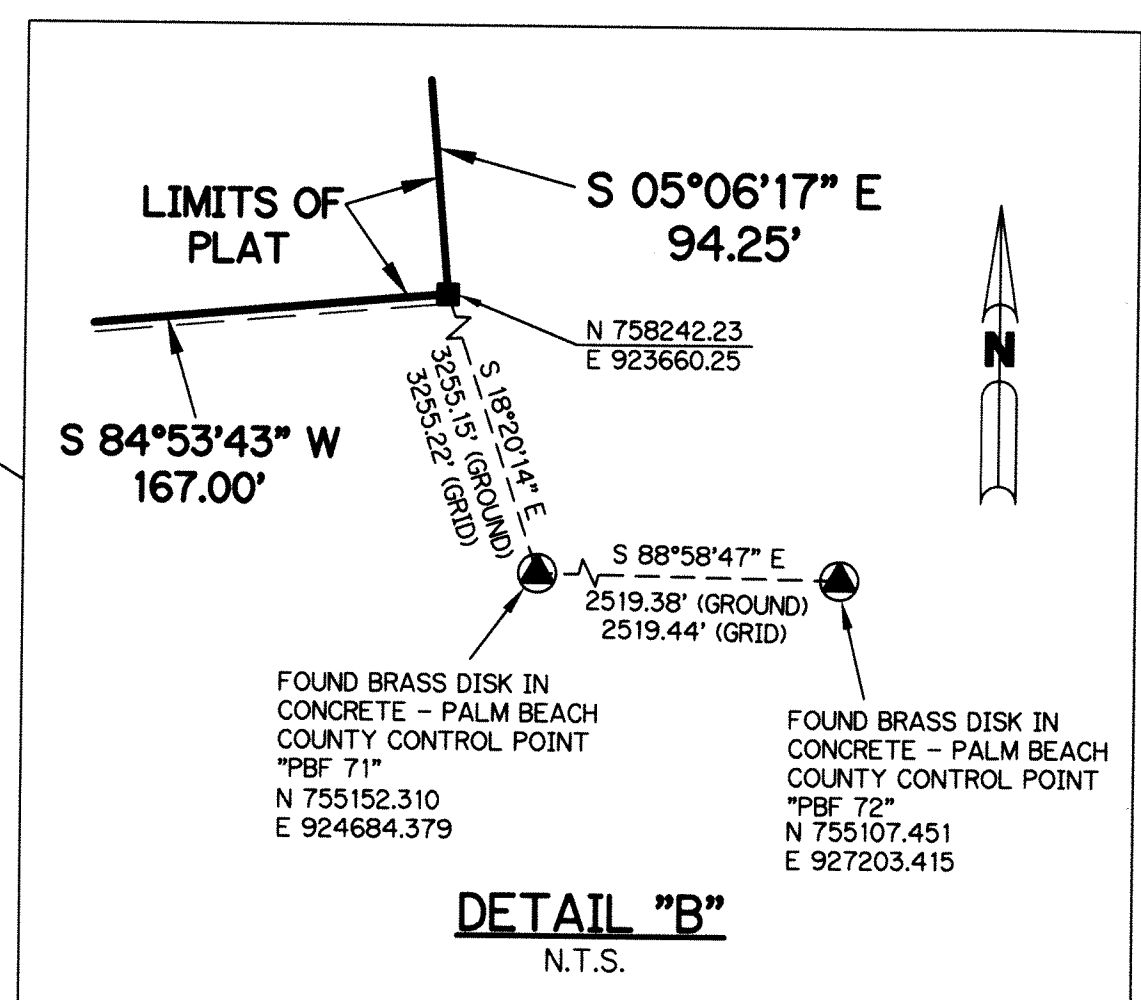 LIMITS OF
PLAT
S 05°06'17" E
94.25'
N 758242.23
E 923660.25
N
S 84°53'43" W
167.00'
S 18°20'14" E
3255.15' (GROUND)
3255.22' (GRID)
S 88°58'47" E
2519.38' (GROUND)
2519.44' (GRID)
FOUND BRASS DISK IN
CONCRETE - PALM BEACH
COUNTY CONTROL POINT
"PBF 71"
N 755152.310
E 924684.379
FOUND BRASS DISK IN
CONCRETE - PALM BEACH
COUNTY CONTROL POINT
"PBF 72"
N 755107.451
E 927203.415
DETAIL "B"
N.T.S.